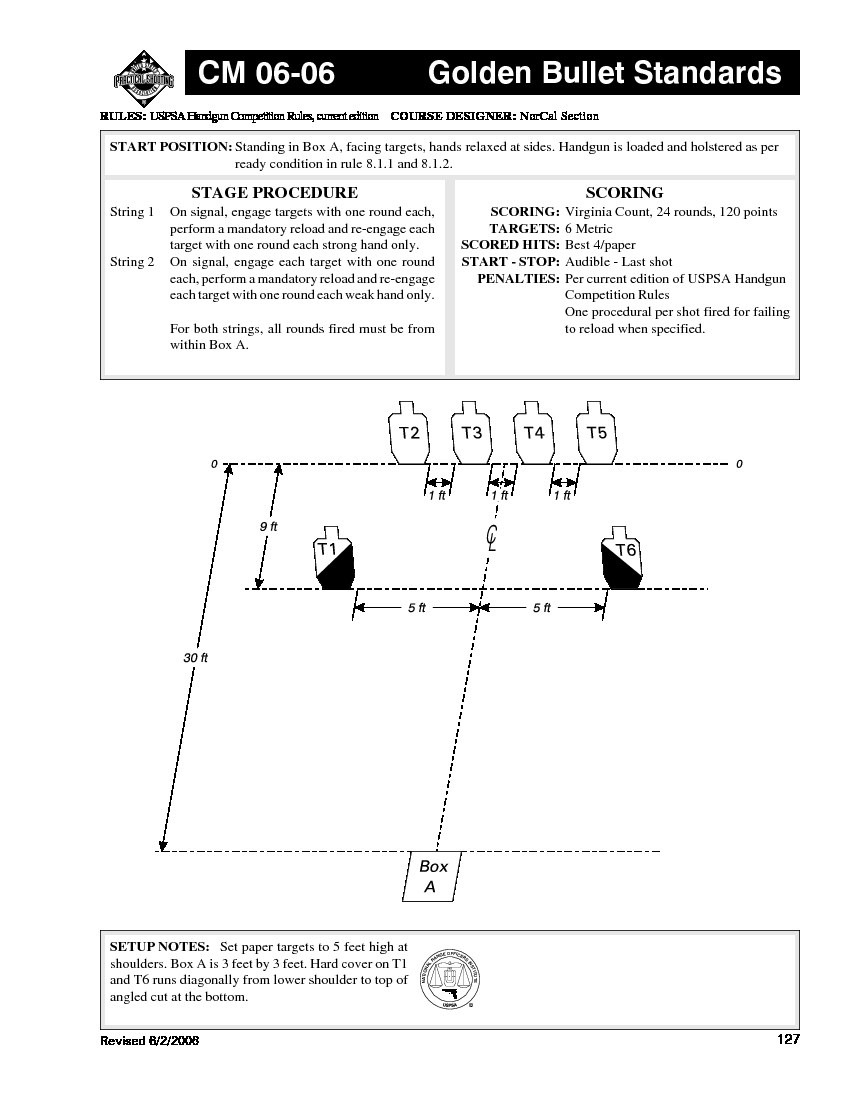 CM 06-06 Golden Bullet Standards
PRACTICAL SHOOTING
RULES: USPSA Handgun Competition Rules, current edition COURSE DESIGNER: NorCal Section
START POSITION: Standing in Box A, facing targets, hands relaxed at sides. Handgun is loaded and holstered as per
ready condition in rule 8.1.1 and 8.1.2.
STAGE PROCEDURE
String 1 On signal, engage targets with one round each,
perform a mandatory reload and re-engage each
target with one round each strong hand only.
String 2 On signal, engage each target with one round
each, perform a mandatory reload and re-engage
each target with one round each weak hand only.
For both strings, all rounds fired must be from
within Box A.
SCORING
SCORING: Virginia Count, 24 rounds, 120 points
TARGETS: 6 Metric
SCORED HITS: Best 4/paper
START - STOP: Audible - Last shot
PENALTIES: Per current edition of USPSA Handgun
Competition Rules
One procedural per shot fired for failing
to reload when specified.
T2 T3 T4 T5
0 0
1 ft 1 ft 1 ft
9 ft
CL
T1 T6
5 ft 5 ft
30 ft
Box
A
SETUP NOTES: Set paper targets to 5 feet high at
shoulders. Box A is 3 feet by 3 feet. Hard cover on T1
and T6 runs diagonally from lower shoulder to top of
angled cut at the bottom.
NATIONAL RANGE OFFICERS INSTITUTE
USPSA
Revised 6/2/2006 127